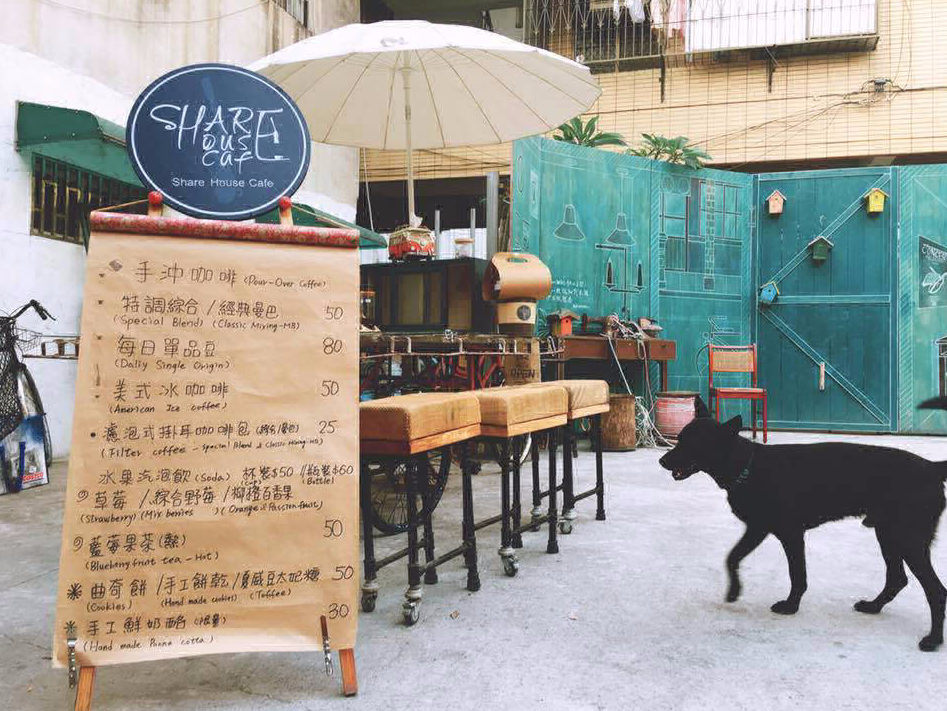 SHARE
HOUSE
Cafe
Share House Cafe
手沖咖啡 (Pour-Over Coffee)
特調綜合/經典曼巴 50
(Special Blend) (Classic Mixing-MB)
每日單品豆 80
(Daily Single Origin)
美式冰咖啡 50
(American Ice coffee)
濾泡式掛耳咖啡包 25
(Filter coffee - Special Blend & Classic Mixing-MB)
水果汽泡飲 (Soda) 杯裝$50 //瓶裝$60
(Bottle)
草莓 /綜合野莓 /柳橙百香果
(Strawberry) (Mix berries ) (Orange & Passion fruit)
50
藍莓果茶(熱)
(Blueberry fruit tea - Hot)
曲奇餅 /手工餅乾 /夏威夷太妃糖 50
(Cookies) (Hand made cookies) (Toffee)
手工鮮奶酪 (限量) 30
(Hand made Panna cotta)
OPEN